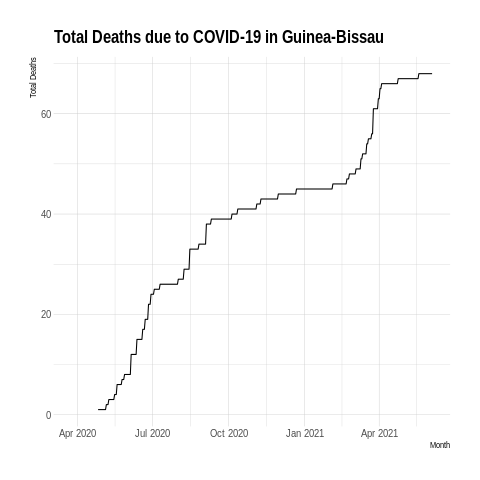 Total Deaths due to COVID-19 in Guinea-Bissau
Total Deaths
60
40
20
0
Apr 2020 Jul 2020 Oct 2020 Jan 2021 Apr 2021
Month